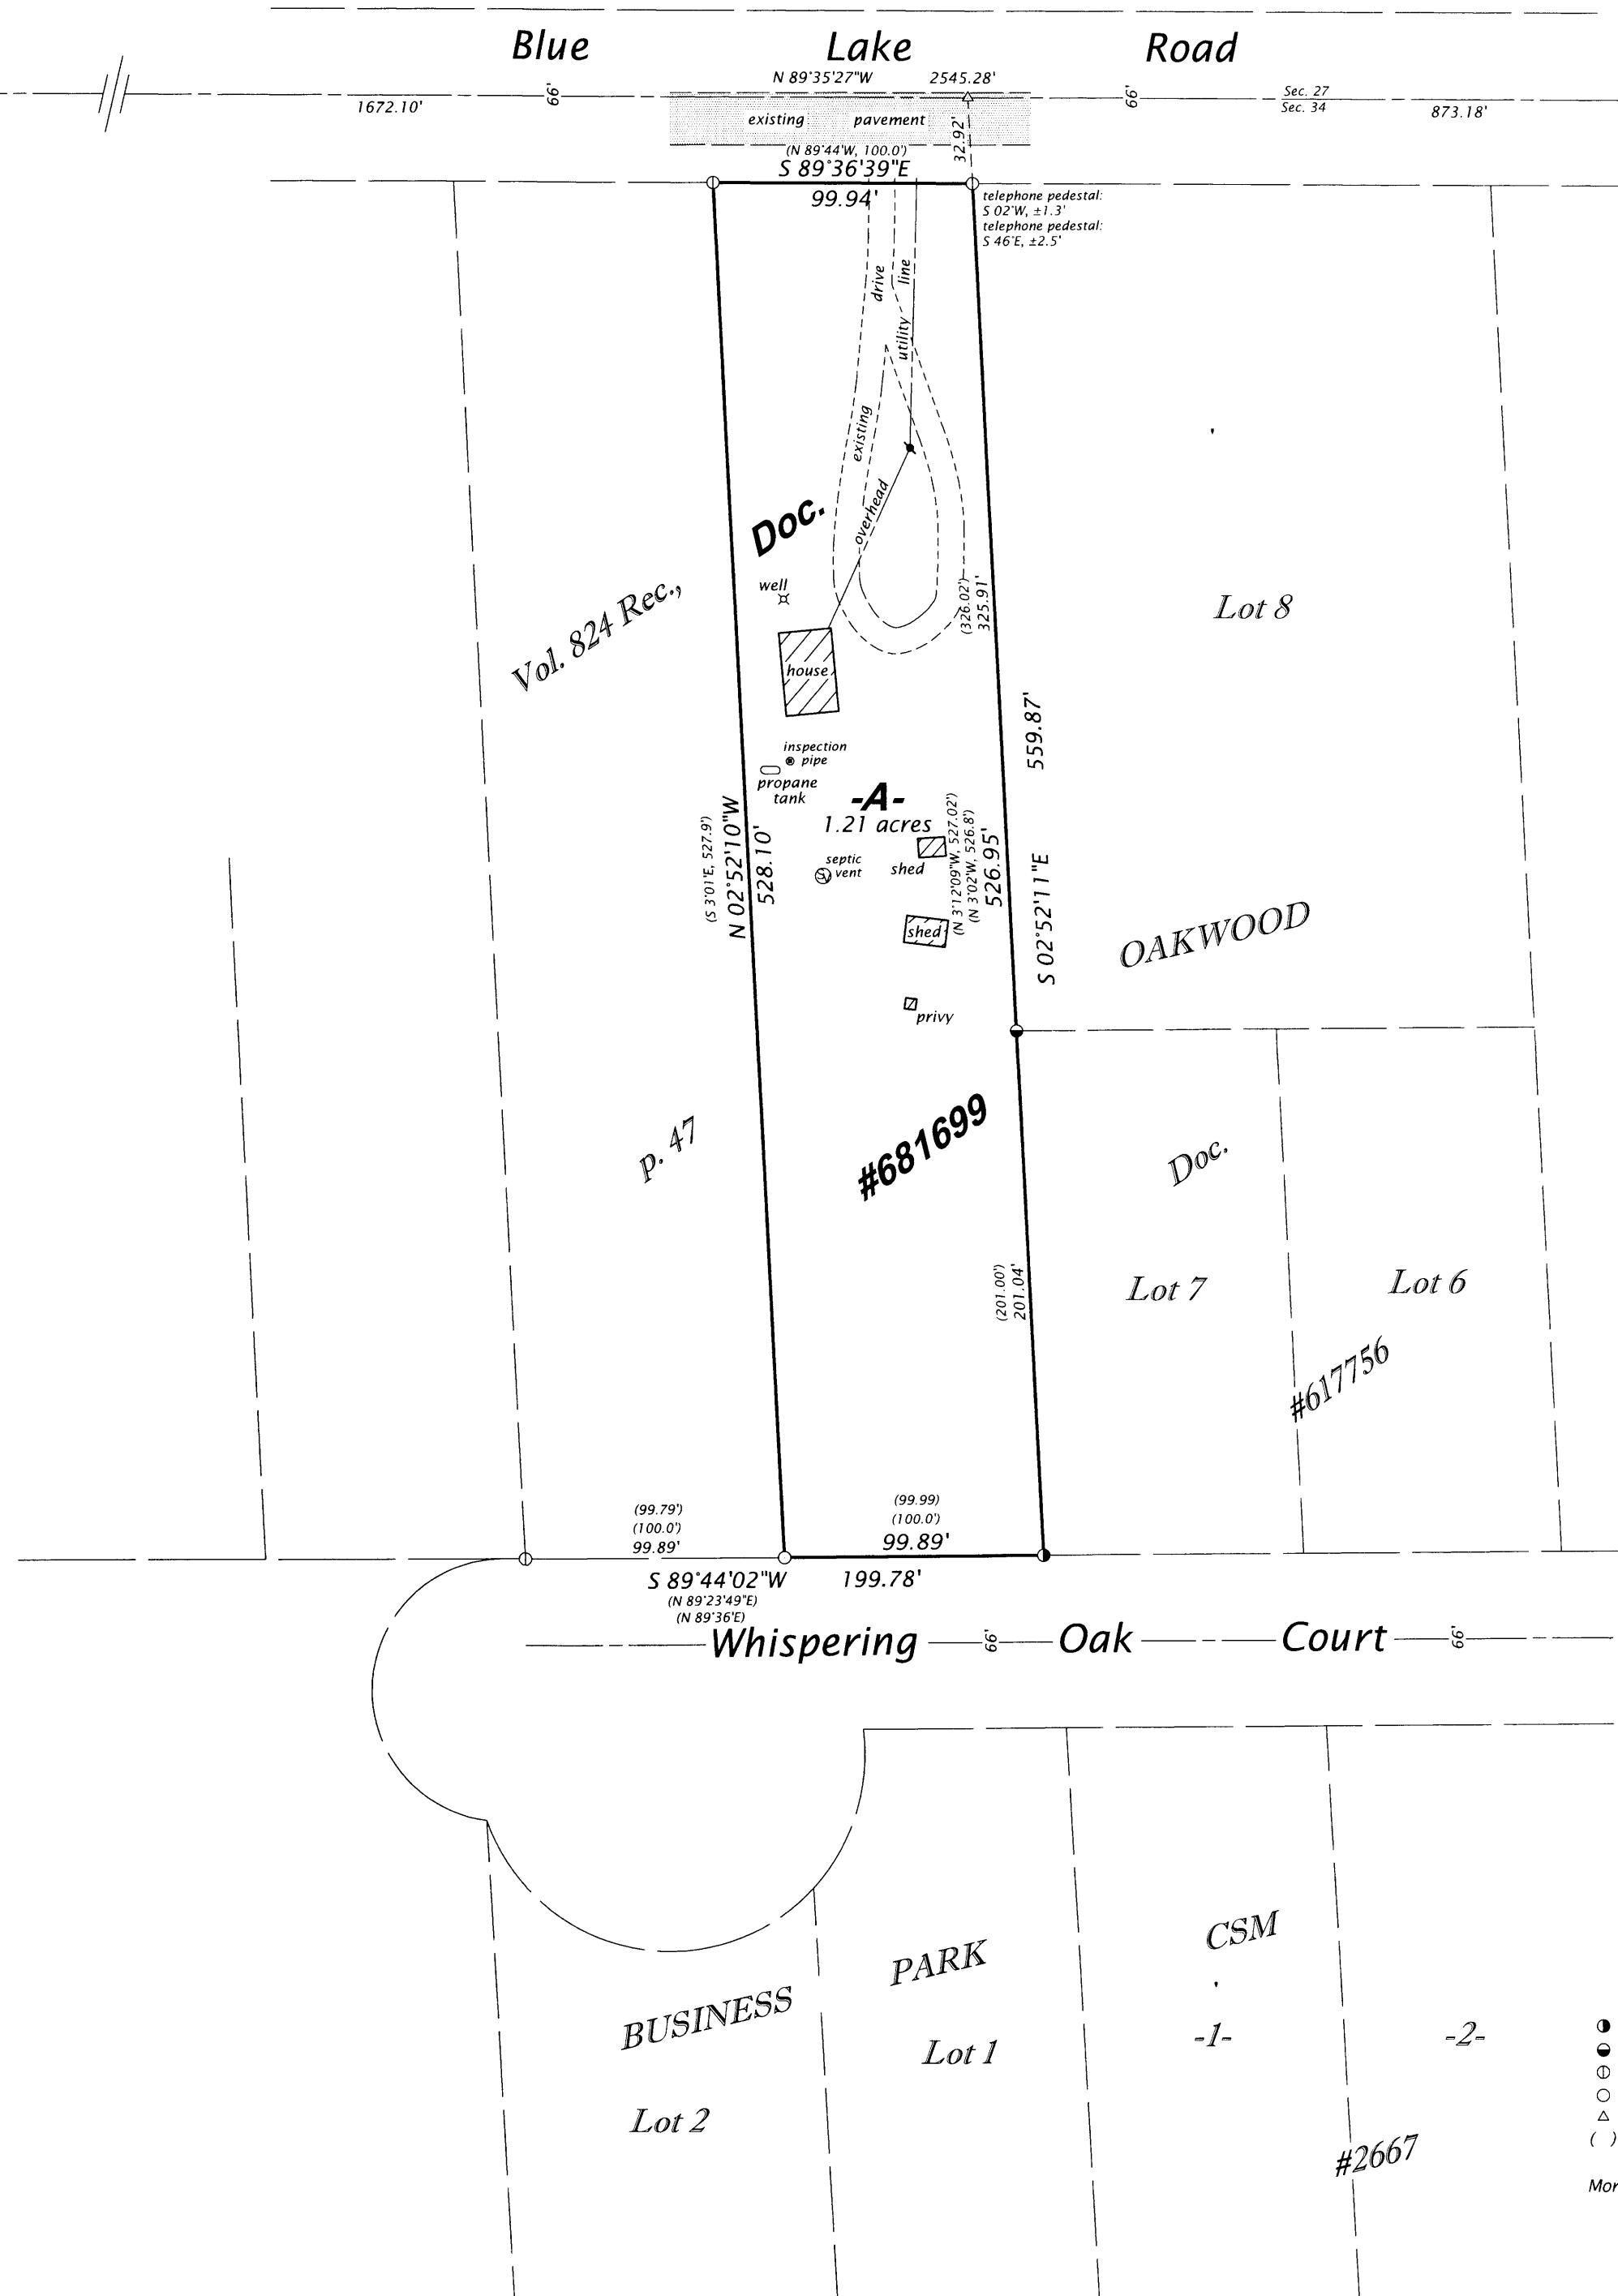 Blue Lake Road
N 89°35'27"W 2545.28'
1672.10'
66'
66'
Sec. 27
Sec. 34
873.18'
existing pavement
32.92'
(N 89°44'W, 100.0')
S 89°36'39"E
99.94'
telephone pedestal:
S 02°W, ±1.3'
telephone pedestal:
S 46°E, ±2.5'
existing drive
overhead utility line
Doc.
well
Vol. 824 Rec.,
(326.02')
325.91'
Lot 8
house
559.87'
inspection
pipe
propane
tank
-A-
1.21 acres
(S 3°01'E, 527.9')
N 02°52'10"W
528.10'
septic
vent
SV
shed
(N 3°12'09"W, 527.02')
(N 3°02'W, 526.8')
526.95'
S 02°52'11"E
shed
OAKWOOD
privy
p. 47
#681699
Doc.
(201.00')
201.04'
Lot 7
Lot 6
#617756
(99.79')
(100.0')
99.89'
(99.99)
(100.0')
99.89'
S 89°44'02"W 199.78'
(N 89°23'49"E)
(N 89°36'E)
Whispering 66' Oak Court 66'
CSM
PARK
BUSINESS
Lot 1
-1-
-2-
Lot 2
#2667
( )
Mor